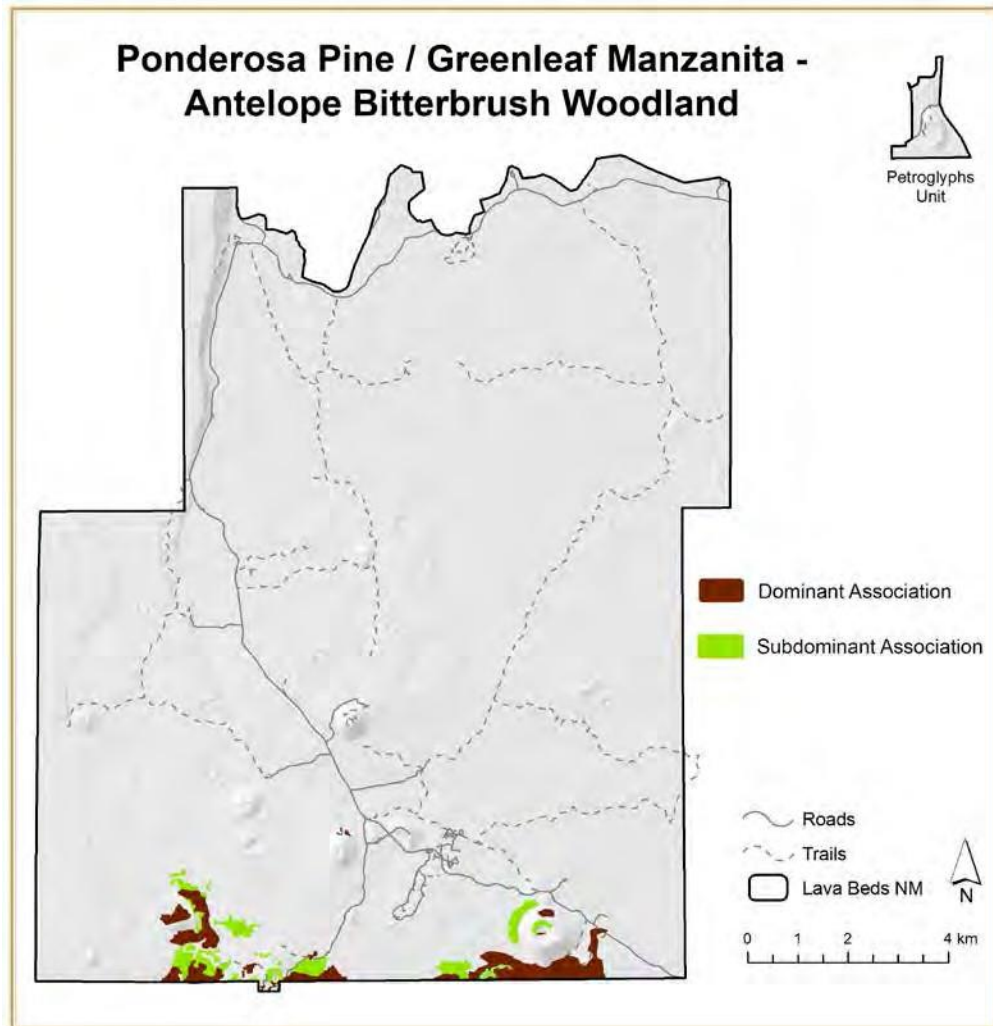 Ponderosa Pine / Greenleaf Manzanita -
Antelope Bitterbrush Woodland
Petroglyphs
Unit
Dominant Association
Subdominant Association
Roads
Trails
Lava Beds NM
N
0 1 2 4 km